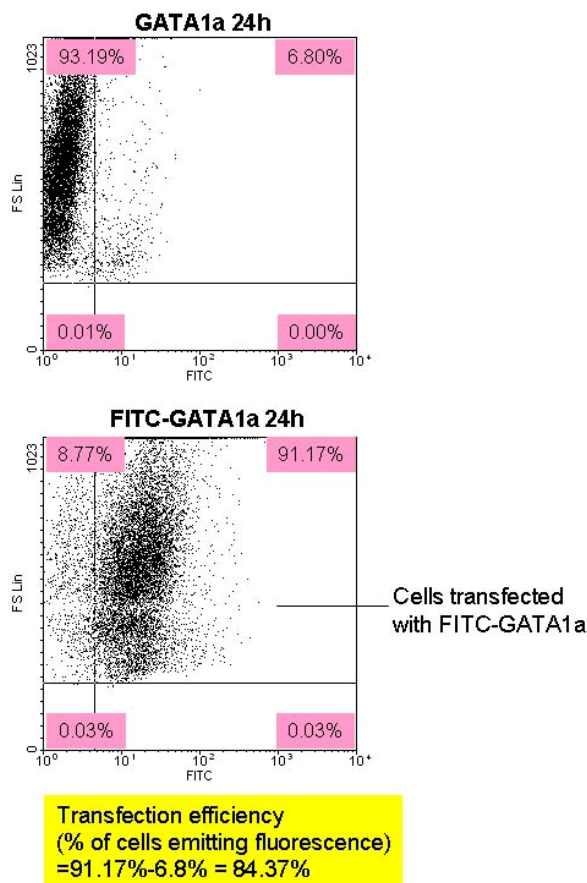 GATA1a 24h
93.19% 6.80%
1023
FS Lin
0.01% 0.00%
0
10⁰ 10¹ 10² 10³ 10⁴
FITC
FITC-GATA1a 24h
8.77% 91.17%
1023
FS Lin
Cells transfected
with FITC-GATA1a
0.03% 0.03%
0
10⁰ 10¹ 10² 10³ 10⁴
FITC
Transfection efficiency
(% of cells emitting fluorescence)
=91.17%-6.8% = 84.37%